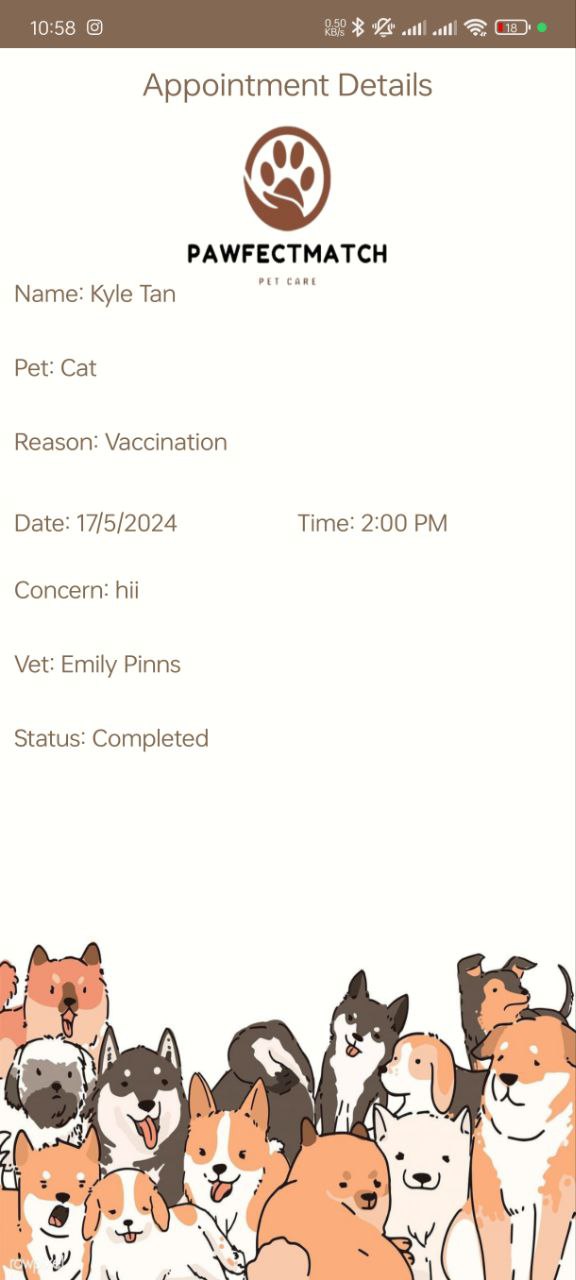 10:58
0.50
KB/s
18
Appointment Details
PAWFECTMATCH
PET CARE
Name: Kyle Tan
Pet: Cat
Reason: Vaccination
Date: 17/5/2024 Time: 2:00 PM
Concern: hii
Vet: Emily Pinns
Status: Completed
rawpixel